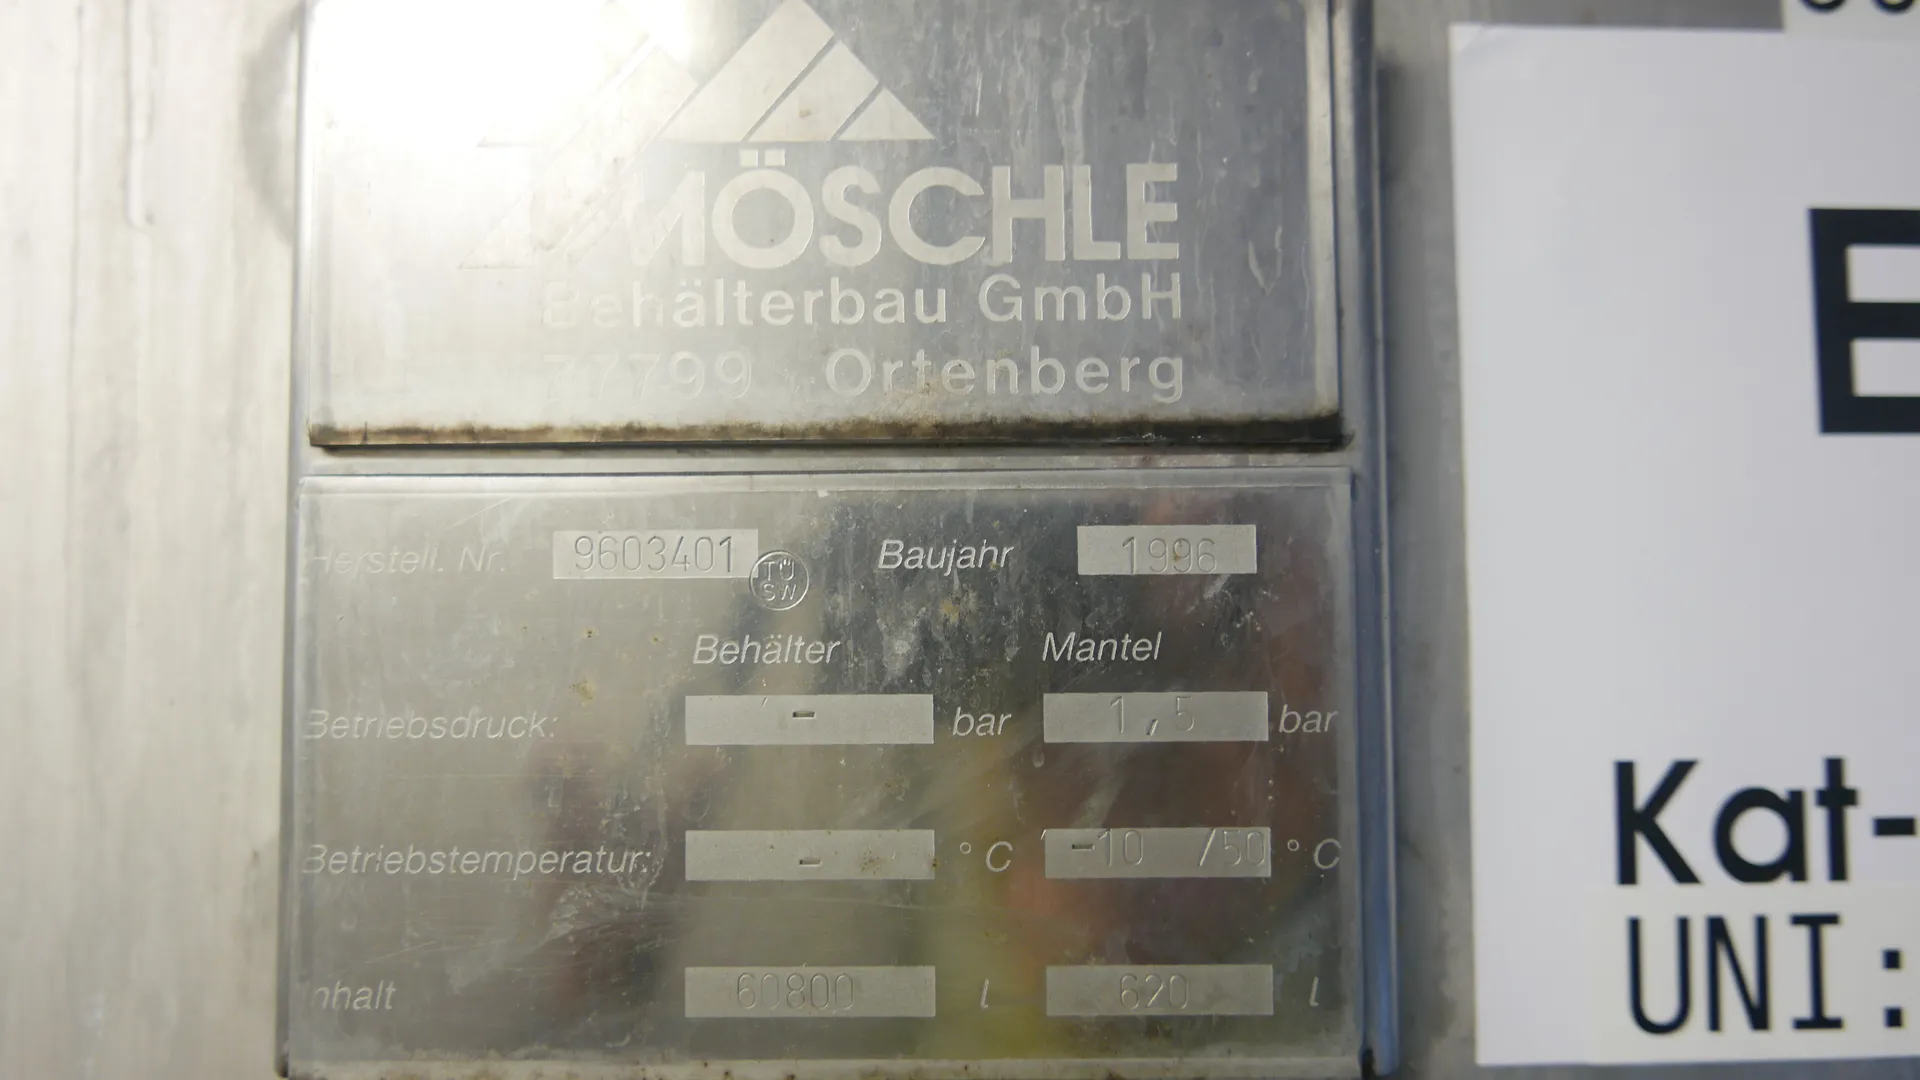 MÖSCHLE
Behälterbau GmbH
77799 Ortenberg
Herstell. Nr. 9603401 TÜ SW Baujahr 1996
Behälter Mantel
Betriebsdruck: - bar 1,5 bar
Betriebstemperatur: - °C -10 /50 °C
Inhalt 60800 l 620 l
E
Kat-
UNI: